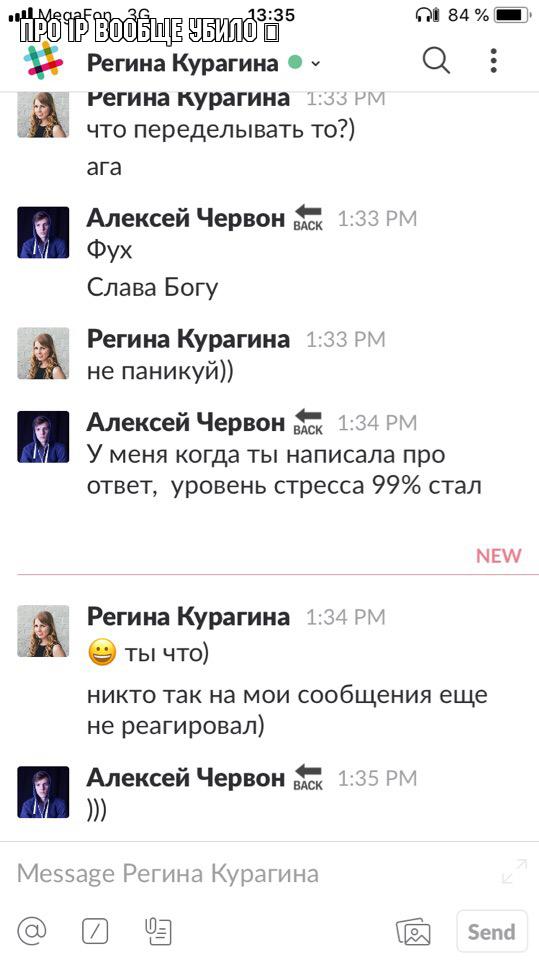 MegaFon 3G 13:35 84 %
ПРО IP ВООБЩЕ УБИЛО
Регина Курагина
Регина Курагина 1:33 PM
что переделывать то?)
ага
Алексей Червон BACK 1:33 PM
Фух
Слава Богу
Регина Курагина 1:33 PM
не паникуй))
Алексей Червон BACK 1:34 PM
У меня когда ты написала про
ответ, уровень стресса 99% стал
NEW
Регина Курагина 1:34 PM
😀 ты что)
никто так на мои сообщения еще
не реагировал)
Алексей Червон BACK 1:35 PM
)))
Message Регина Курагина
@
Send